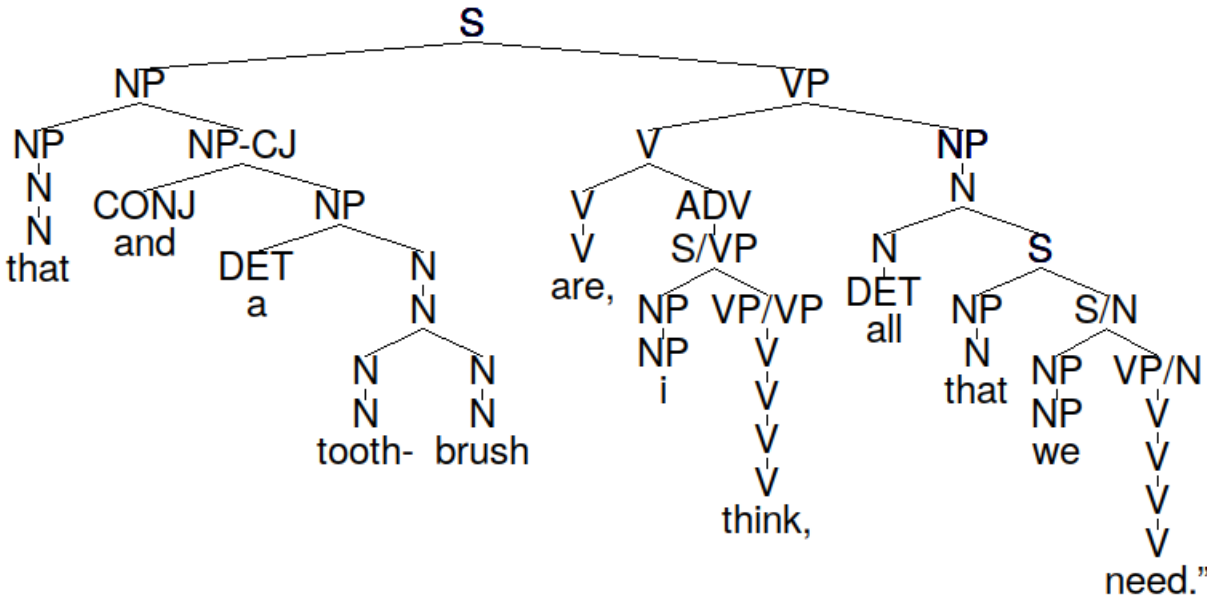 S
NP VP
NP NP-CJ V NP
N CONJ NP V ADV N
N and DET N V S/VP N S
that a N are, NP VP/VP DET NP S/N
N N NP V all N NP VP/N
N N i V that NP V
tooth- brush V we V
V V
think, V
need.”